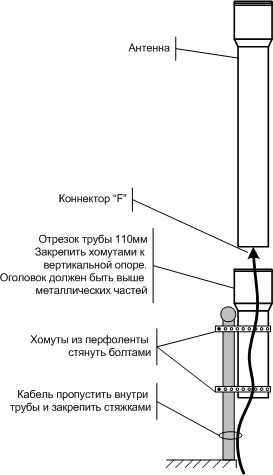 Антенна
Коннектор “F”
Отрезок трубы 110мм
Закрепить хомутами к
вертикальной опоре.
Оголовок должен быть выше
металлических частей
Хомуты из перфоленты
стянуть болтами
Кабель пропустить внутри
трубы и закрепить стяжками